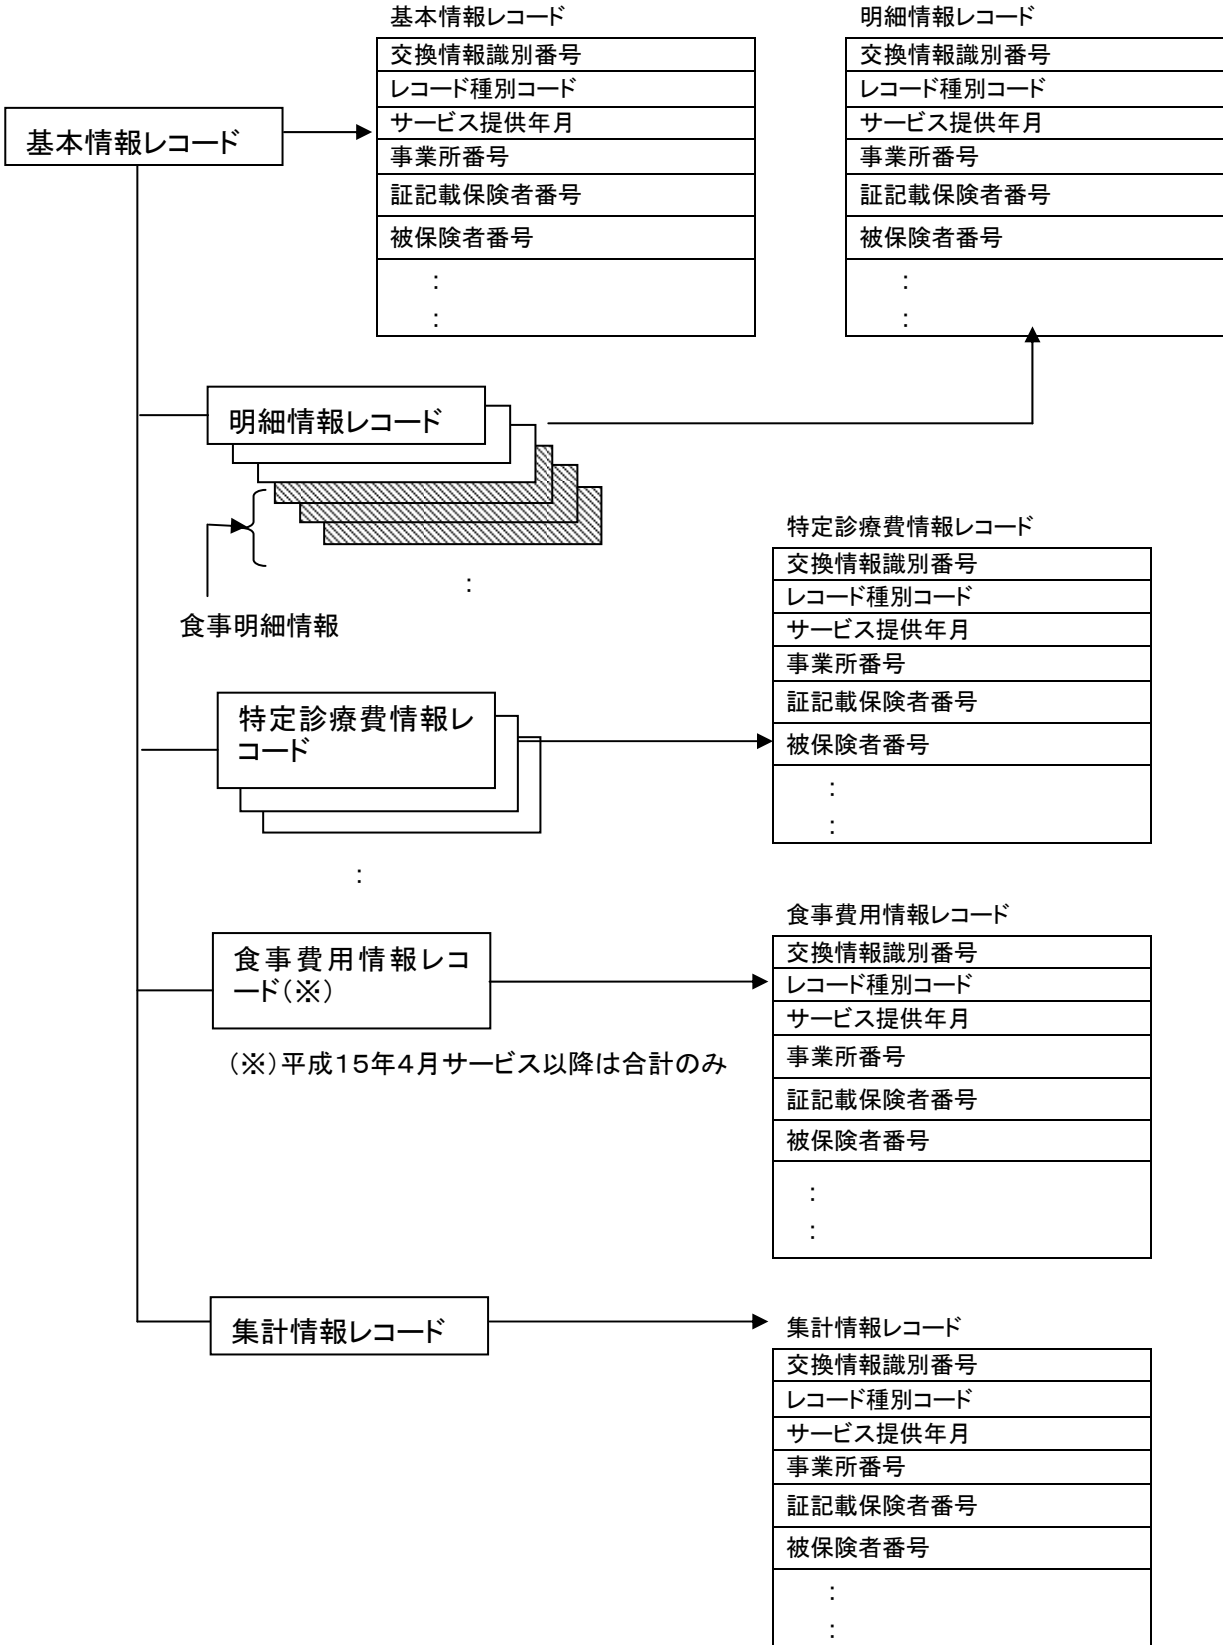 基本情報レコード
交換情報識別番号
レコード種別コード
サービス提供年月
事業所番号
証記載保険者番号
被保険者番号
:
:
明細情報レコード
交換情報識別番号
レコード種別コード
サービス提供年月
事業所番号
証記載保険者番号
被保険者番号
:
:
基本情報レコード
明細情報レコード
:
食事明細情報
特定診療費情報レコード
交換情報識別番号
レコード種別コード
サービス提供年月
事業所番号
証記載保険者番号
被保険者番号
:
:
特定診療費情報レ
コード
:
食事費用情報レコード
交換情報識別番号
レコード種別コード
サービス提供年月
事業所番号
証記載保険者番号
被保険者番号
:
:
食事費用情報レコ
ード(※)
(※)平成15年4月サービス以降は合計のみ
集計情報レコード
集計情報レコード
交換情報識別番号
レコード種別コード
サービス提供年月
事業所番号
証記載保険者番号
被保険者番号
:
: